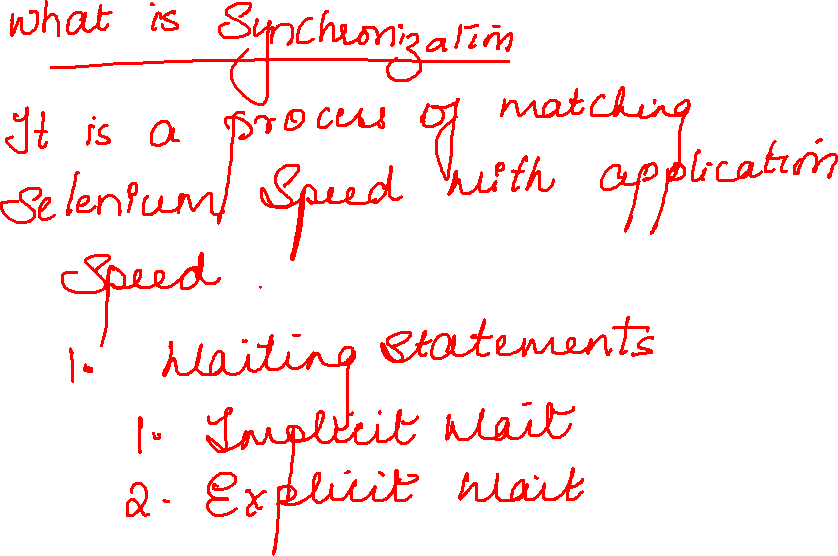 What is Synchronization
It is a process of matching
Selenium Speed with application
Speed.
1. Waiting Statements
1. Implicit Wait
2. Explicit Wait